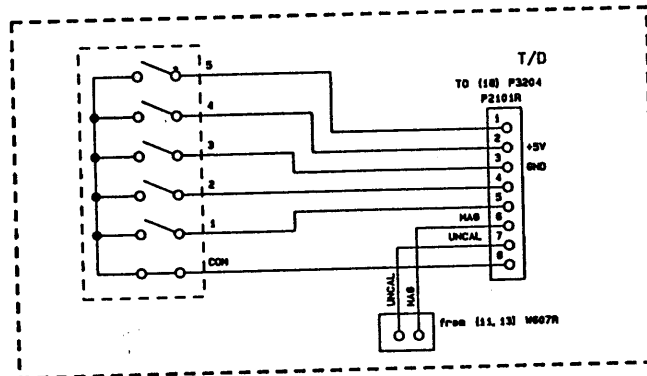 T/D
TO (18) P3204
P2101R
5
4
3
2
1
COM
1
2 +5V
3 GND
4
5
MAG 6
UNCAL 7
8
UNCAL
MAG
from (11, 13) W607R